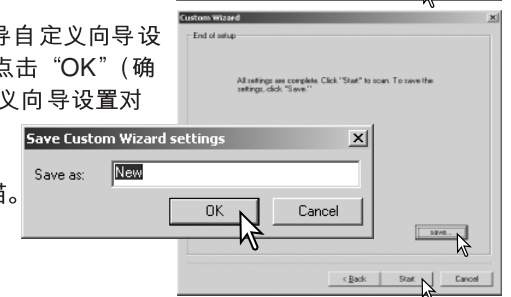 导自定义向导设
点击“OK”（确
义向导设置对
描。
Custom Wizard
End of setup
All settings are complete. Click "Start" to scan. To save the
settings, click "Save."
Save Custom Wizard settings
Save as:
New
OK
Cancel
save...
< Back
Start
Cancel